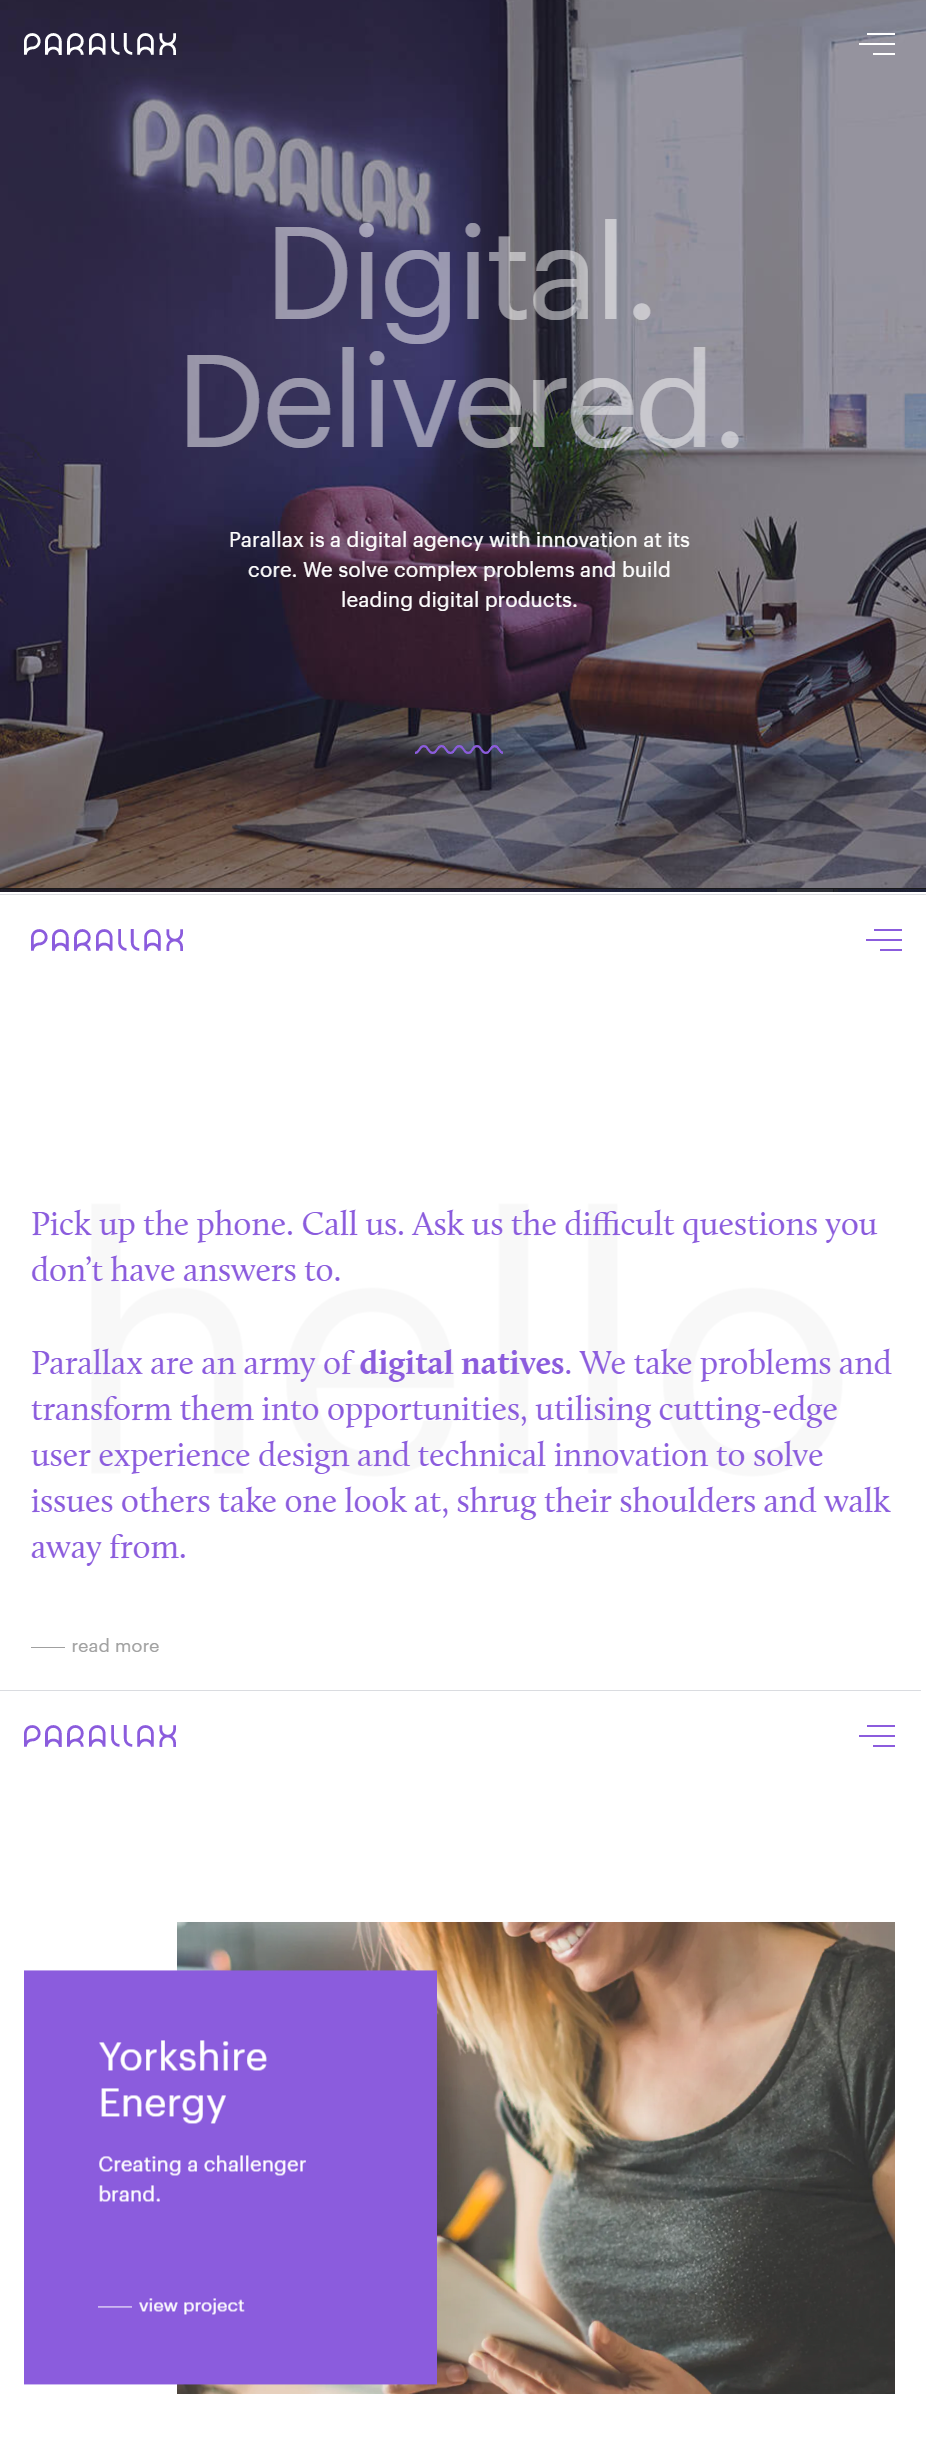 PARALLAX
PARALLAX
Digital.
Delivered.
Parallax is a digital agency with innovation at its
core. We solve complex problems and build
leading digital products.
PARALLAX
hello
Pick up the phone. Call us. Ask us the difficult questions you
don’t have answers to.
Parallax are an army of digital natives. We take problems and
transform them into opportunities, utilising cutting-edge
user experience design and technical innovation to solve
issues others take one look at, shrug their shoulders and walk
away from.
read more
PARALLAX
Yorkshire
Energy
Creating a challenger
brand.
view project